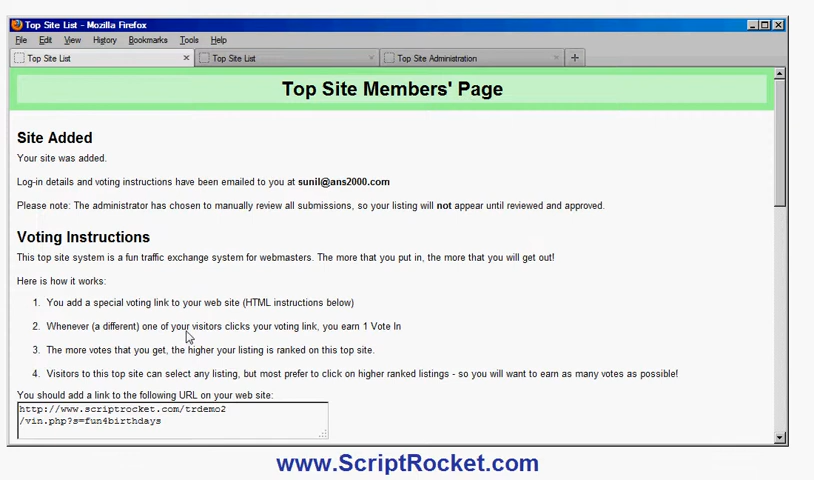 Top Site List - Mozilla Firefox
File Edit View History Bookmarks Tools Help
Top Site List Top Site List Top Site Administration
Top Site Members' Page
Site Added
Your site was added.
Log-in details and voting instructions have been emailed to you at sunil@ans2000.com
Please note: The administrator has chosen to manually review all submissions, so your listing will not appear until reviewed and approved.
Voting Instructions
This top site system is a fun traffic exchange system for webmasters. The more that you put in, the more that you will get out!
Here is how it works:
1. You add a special voting link to your web site (HTML instructions below)
2. Whenever (a different) one of your visitors clicks your voting link, you earn 1 Vote In
3. The more votes that you get, the higher your listing is ranked on this top site.
4. Visitors to this top site can select any listing, but most prefer to click on higher ranked listings - so you will want to earn as many votes as possible!
You should add a link to the following URL on your web site:
http://www.scriptrocket.com/trdemo2
/vin.php?s=fun4birthdays
www.ScriptRocket.com